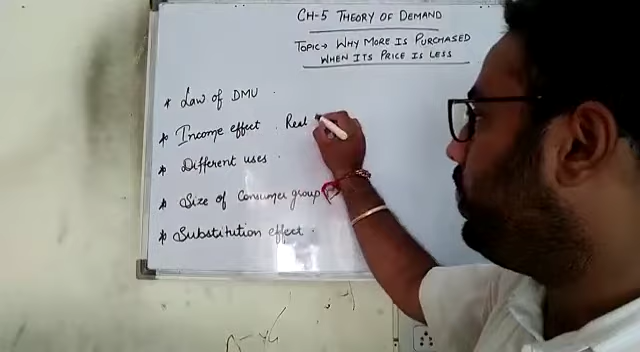 CH-5 THEORY OF DEMAND
TOPIC→ WHY MORE IS PURCHASED
WHEN ITS PRICE IS LESS
* Law of DMU .
* Income effect . Real
* Different uses .
* Size of Consumer group
* Substitution effect .